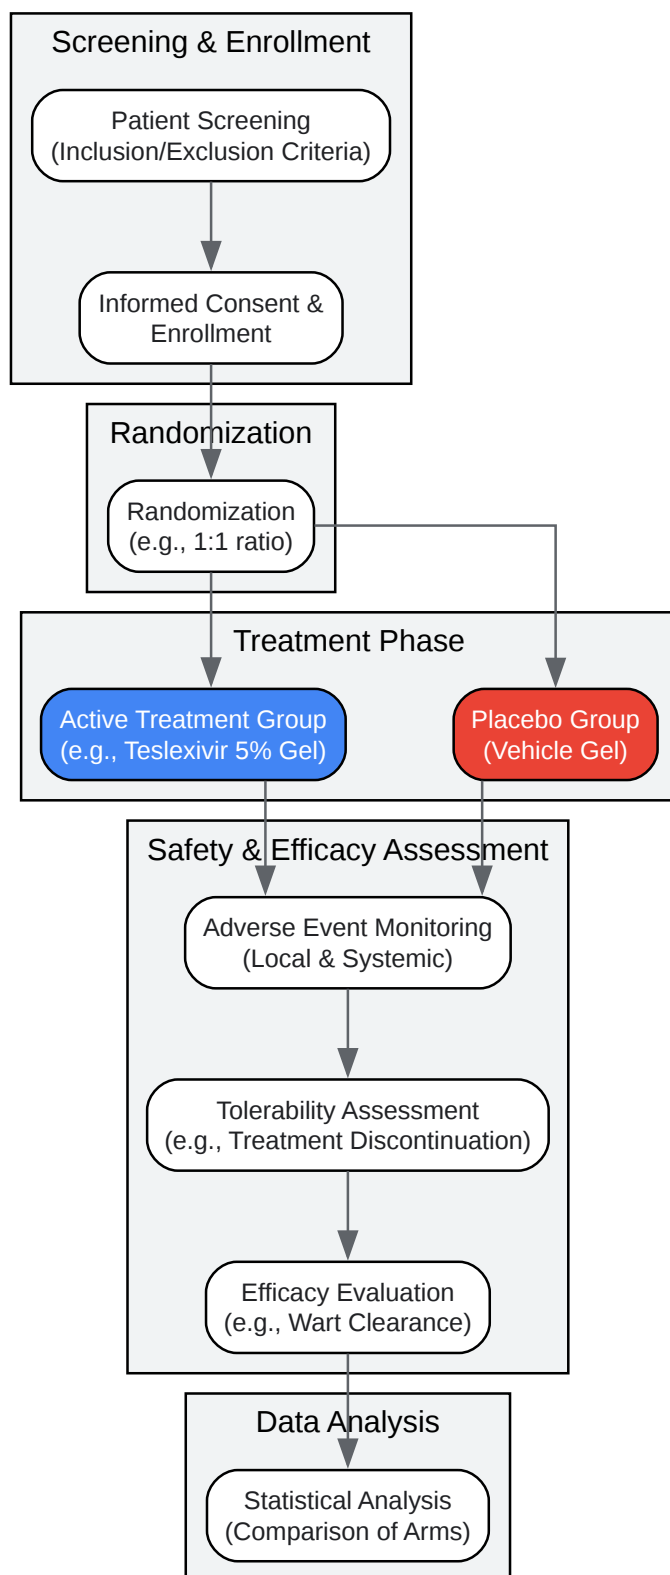 Screening & Enrollment
Patient Screening
(Inclusion/Exclusion Criteria)
Informed Consent &
Enrollment
Randomization
Randomization
(e.g., 1:1 ratio)
Treatment Phase
Active Treatment Group
(e.g., Teslexivir 5% Gel)
Placebo Group
(Vehicle Gel)
Safety & Efficacy Assessment
Adverse Event Monitoring
(Local & Systemic)
Tolerability Assessment
(e.g., Treatment Discontinuation)
Efficacy Evaluation
(e.g., Wart Clearance)
Data Analysis
Statistical Analysis
(Comparison of Arms)